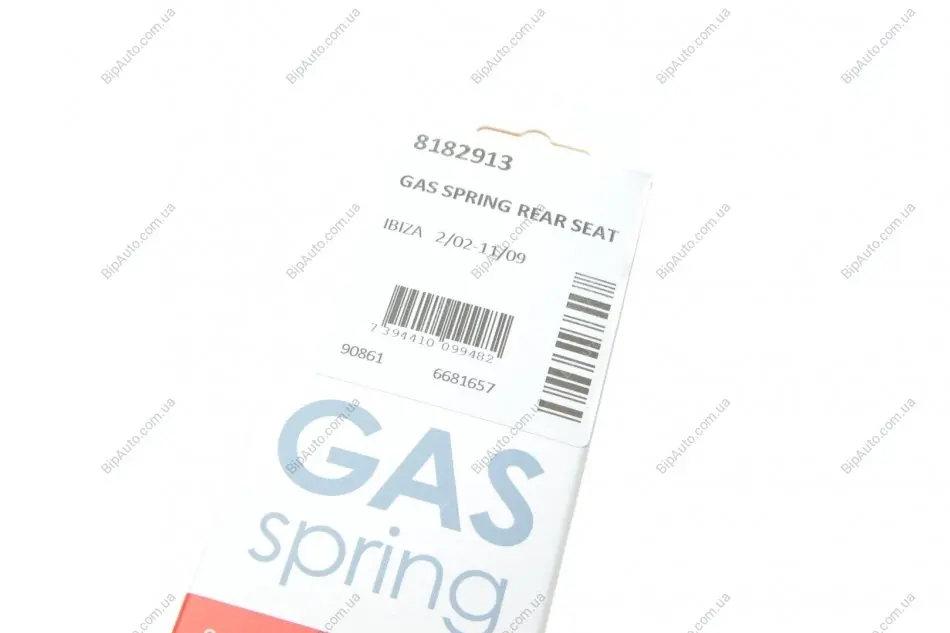 8182913
GAS SPRING REAR SEAT
IBIZA 2/02-11/09
7 394410 099482
90861
6681657
GAS
spring
BipAuto.com.ua